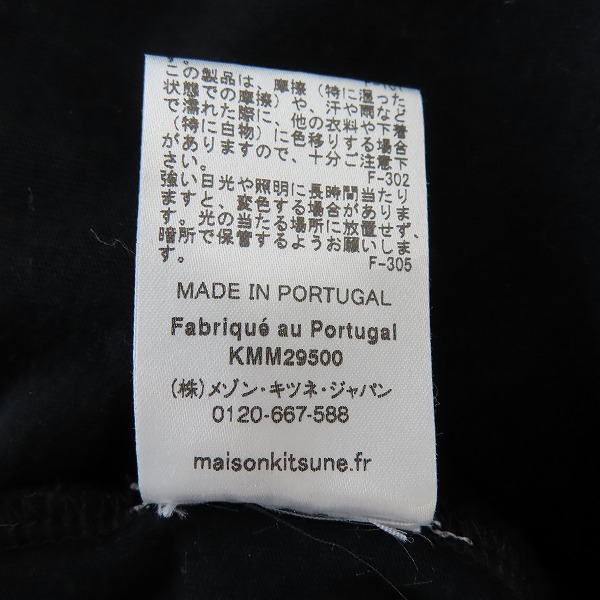 この製品は、摩擦(特に湿った
状態での摩擦)や、汗や雨など
で濡れた際に、他の衣料や下着
(特に白物)に色移りする場合
がありますので、十分ご注意下
さい。
F-302
強い日光や照明に長時間当たり
ますと、変色する場合がありま
す。光の当たる場所に放置せず、
暗所で保管するようお願いしま
す。
F-305
MADE IN PORTUGAL
Fabriqué au Portugal
KMM29500
(株)メゾン・キツネ・ジャパン
0120-667-588
maisonkitsune.fr